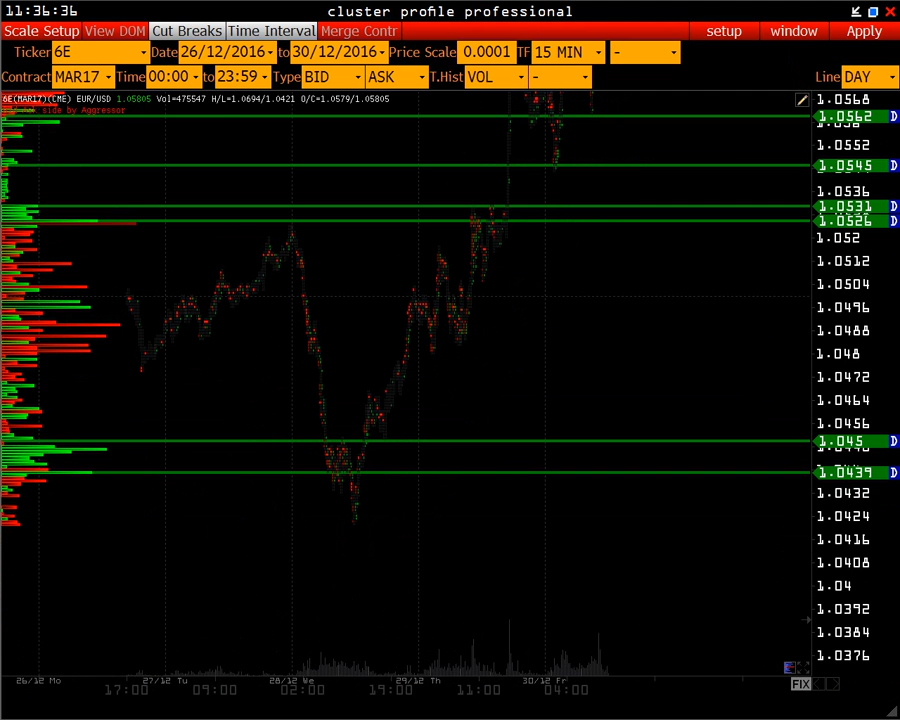 11:36:36 cluster profile professional
Scale Setup View DOM Cut Breaks Time Interval Merge Contr setup window Apply
Ticker 6E Date 26/12/2016 to 30/12/2016 Price Scale 0.0001 TF 15 MIN -
Contract MAR17 Time 00:00 to 23:59 Type BID ASK T.Hist VOL - Line DAY
6E(MAR17)(CME) EUR/USD 1.05805 Vol=475547 H/L=1.0694/1.0421 O/C=1.0579/1.05805
side by Aggressor
1.0568
1.0562 D
1.0552
1.0545 D
1.0536
1.0531 D
1.0526 D
1.052
1.0512
1.0504
1.0496
1.0488
1.048
1.0472
1.0464
1.0456
1.045 D
1.0439 D
1.0432
1.0424
1.0416
1.0408
1.04
1.0392
1.0384
1.0376
26/12 Mo 27/12 Tu 28/12 We 29/12 Th 30/12 Fr
17:00 09:00 02:00 19:00 11:00 04:00
FIX